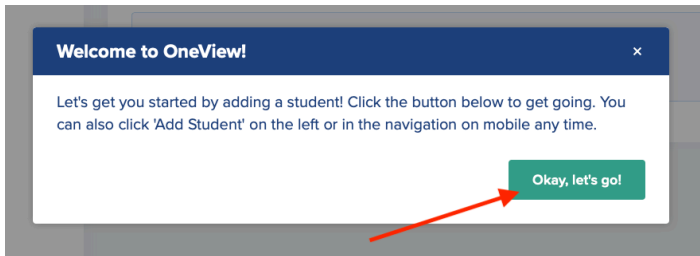 Welcome to OneView!
×
Let's get you started by adding a student! Click the button below to get going. You
can also click 'Add Student' on the left or in the navigation on mobile any time.
Okay, let's go!